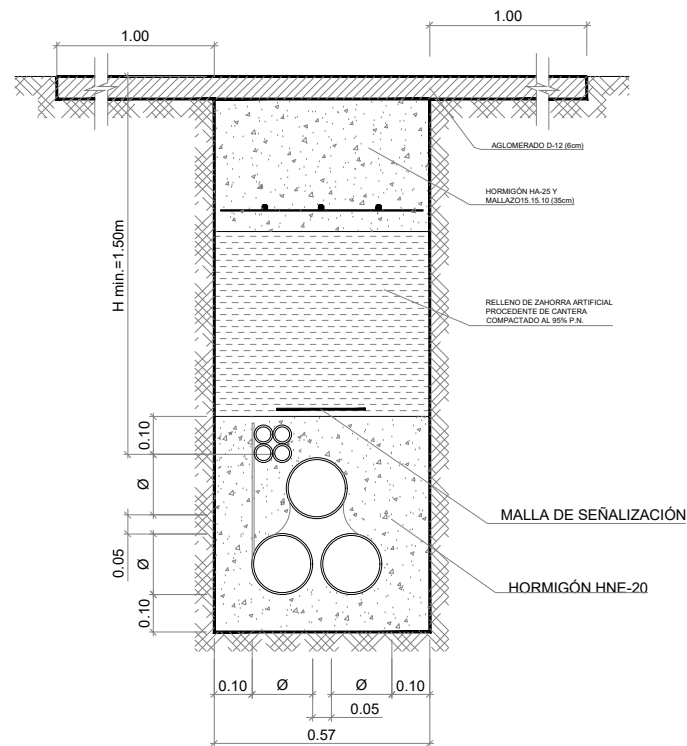 1.00
1.00
AGLOMERADO D-12 (6cm)
HORMIGÓN HA-25 Y
MALLAZO15.15.10 (35cm)
H min.=1.50m
RELLENO DE ZAHORRA ARTIFICIAL
PROCEDENTE DE CANTERA
COMPACTADO AL 95% P.N.
0.10
Ø
MALLA DE SEÑALIZACIÓN
0.05
Ø
HORMIGÓN HNE-20
0.10
0.10
Ø
Ø
0.10
0.05
0.57